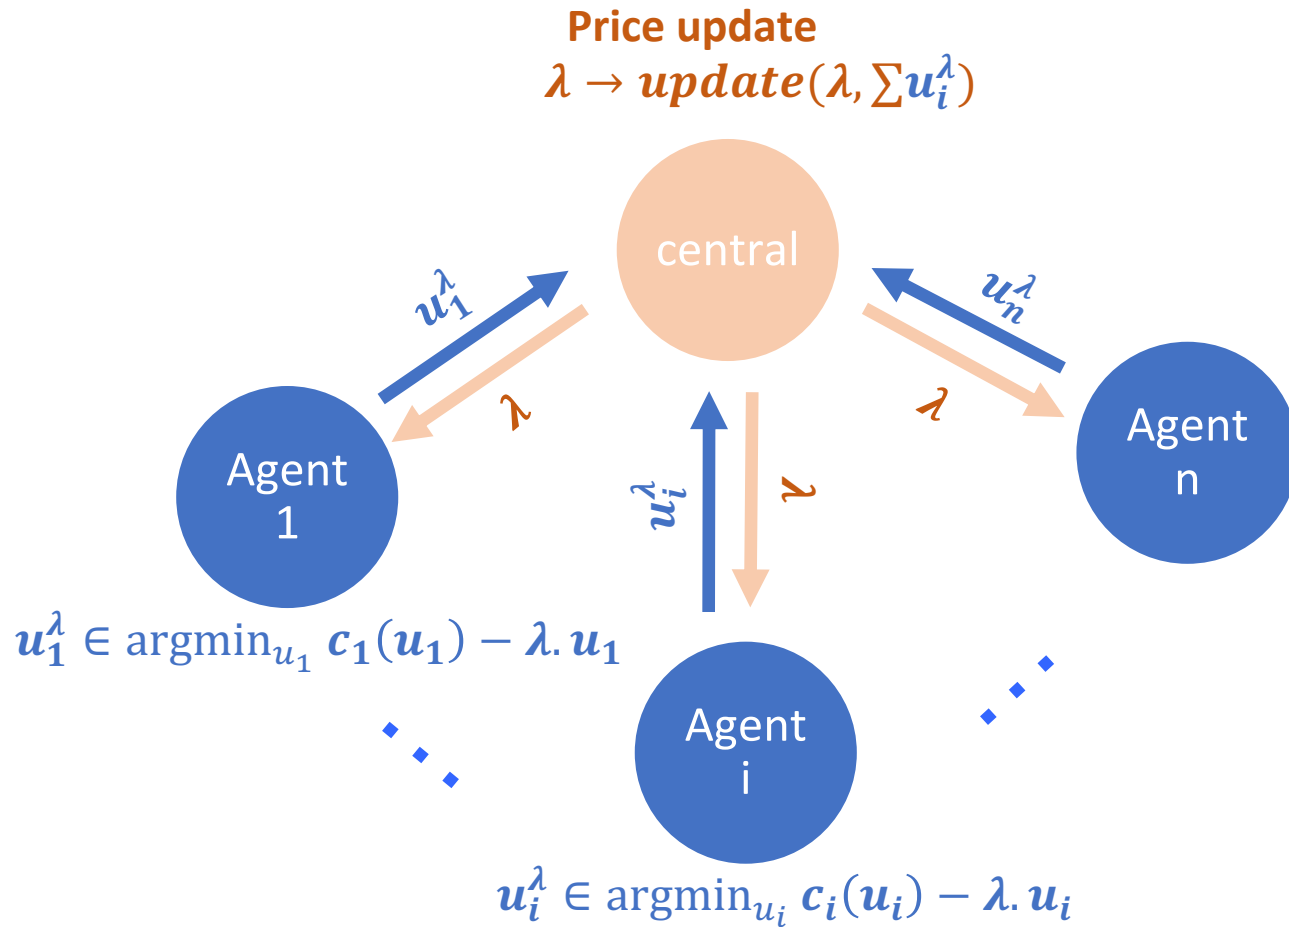 Price update
λ → update(λ, ∑u_i^λ)
central
u_1^λ
λ
u_n^λ
λ
u_i^λ
λ
Agent
1
Agent
n
u_1^λ ∈ argmin_{u_1} c_1(u_1) − λ. u_1
Agent
i
u_i^λ ∈ argmin_{u_i} c_i(u_i) − λ. u_i